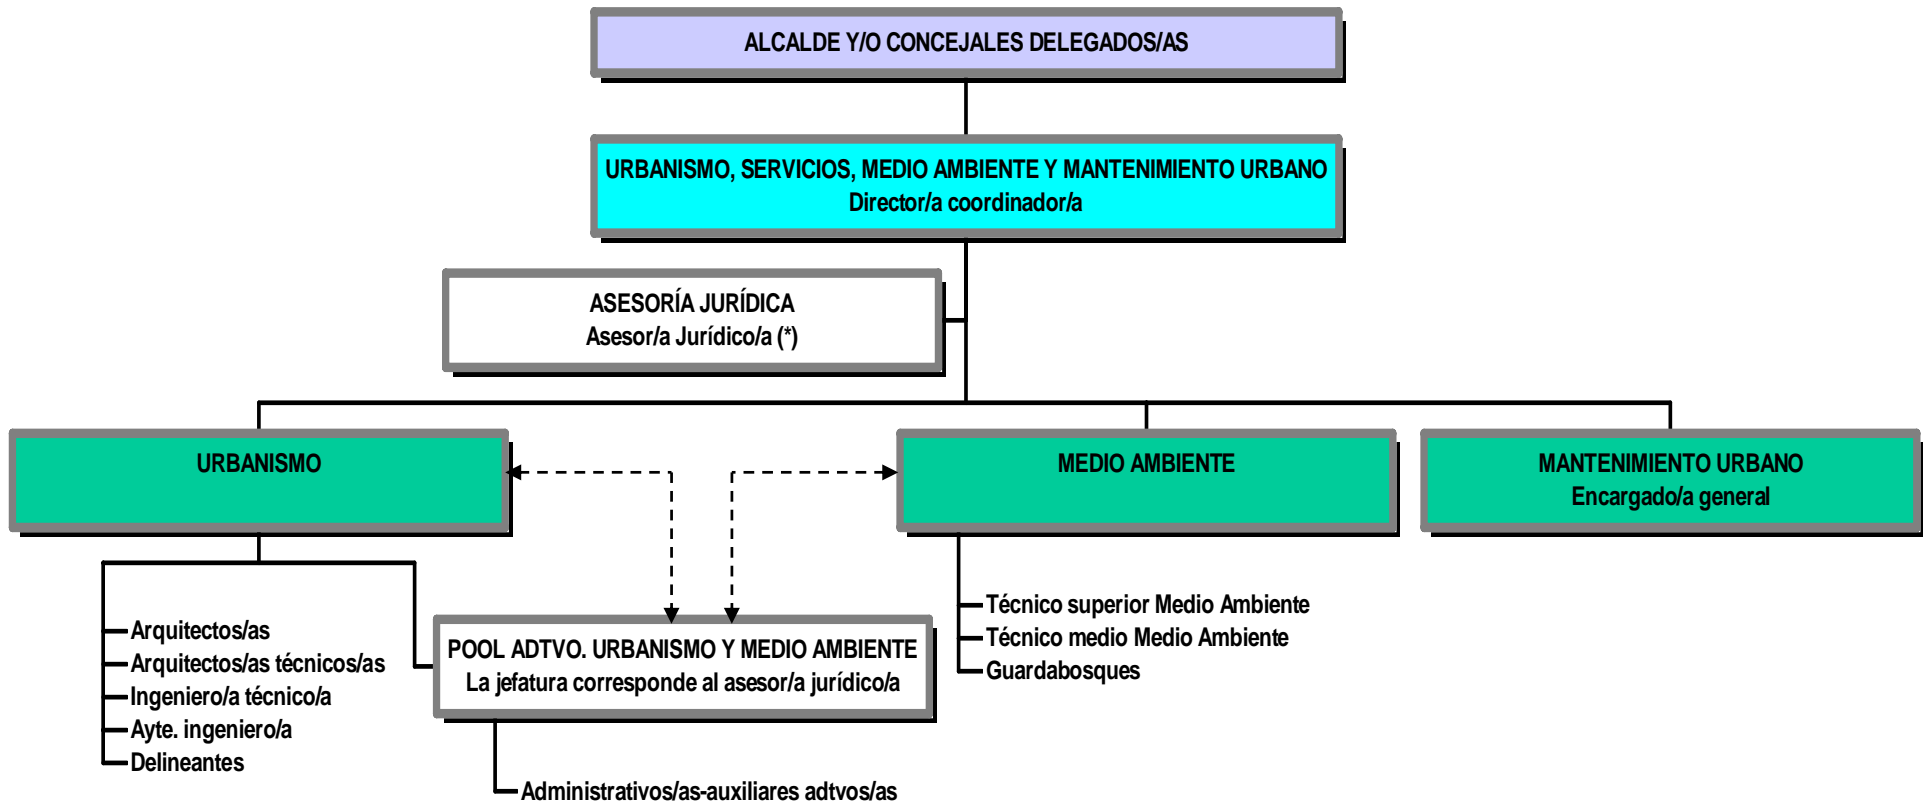 ALCALDE Y/O CONCEJALES DELEGADOS/AS
URBANISMO, SERVICIOS, MEDIO AMBIENTE Y MANTENIMIENTO URBANO
Director/a coordinador/a
ASESORÍA JURÍDICA
Asesor/a Jurídico/a (*)
URBANISMO
MEDIO AMBIENTE
MANTENIMIENTO URBANO
Encargado/a general
Arquitectos/as
Arquitectos/as técnicos/as
Ingeniero/a técnico/a
Ayte. ingeniero/a
Delineantes
POOL ADTVO. URBANISMO Y MEDIO AMBIENTE
La jefatura corresponde al asesor/a jurídico/a
Administrativos/as-auxiliares adtvos/as
Técnico superior Medio Ambiente
Técnico medio Medio Ambiente
Guardabosques